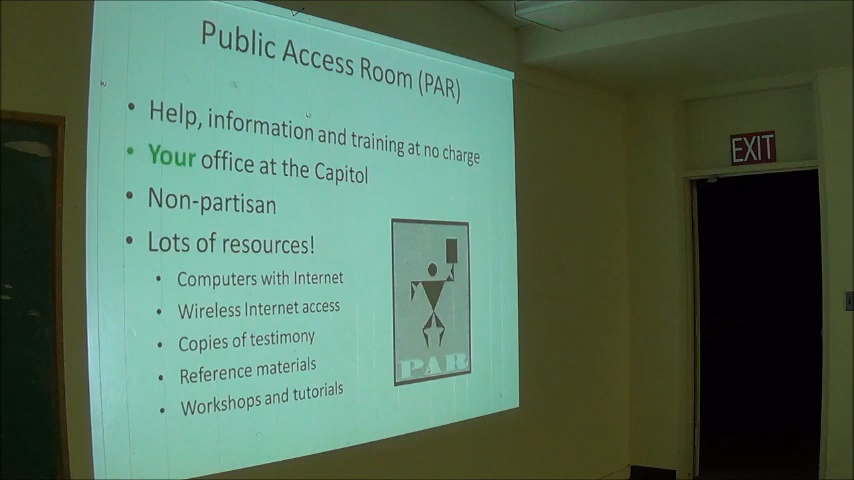 Public Access Room (PAR)
• Help, information and training at no charge
• Your office at the Capitol
• Non-partisan
• Lots of resources!
• Computers with Internet
• Wireless Internet access
• Copies of testimony
• Reference materials
• Workshops and tutorials
PAR
EXIT